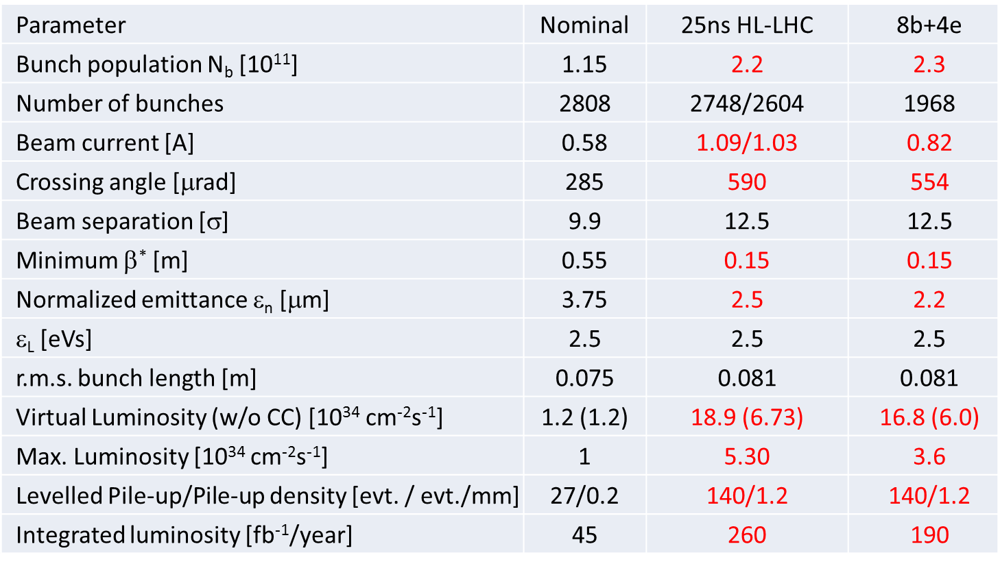 Parameter Nominal 25ns HL-LHC 8b+4e
Bunch population N_b [10^11] 1.15 2.2 2.3
Number of bunches 2808 2748/2604 1968
Beam current [A] 0.58 1.09/1.03 0.82
Crossing angle [μrad] 285 590 554
Beam separation [σ] 9.9 12.5 12.5
Minimum β* [m] 0.55 0.15 0.15
Normalized emittance ε_n [μm] 3.75 2.5 2.2
ε_L [eVs] 2.5 2.5 2.5
r.m.s. bunch length [m] 0.075 0.081 0.081
Virtual Luminosity (w/o CC) [10^34 cm^-2s^-1] 1.2 (1.2) 18.9 (6.73) 16.8 (6.0)
Max. Luminosity [10^34 cm^-2s^-1] 1 5.30 3.6
Levelled Pile-up/Pile-up density [evt. / evt./mm] 27/0.2 140/1.2 140/1.2
Integrated luminosity [fb^-1/year] 45 260 190